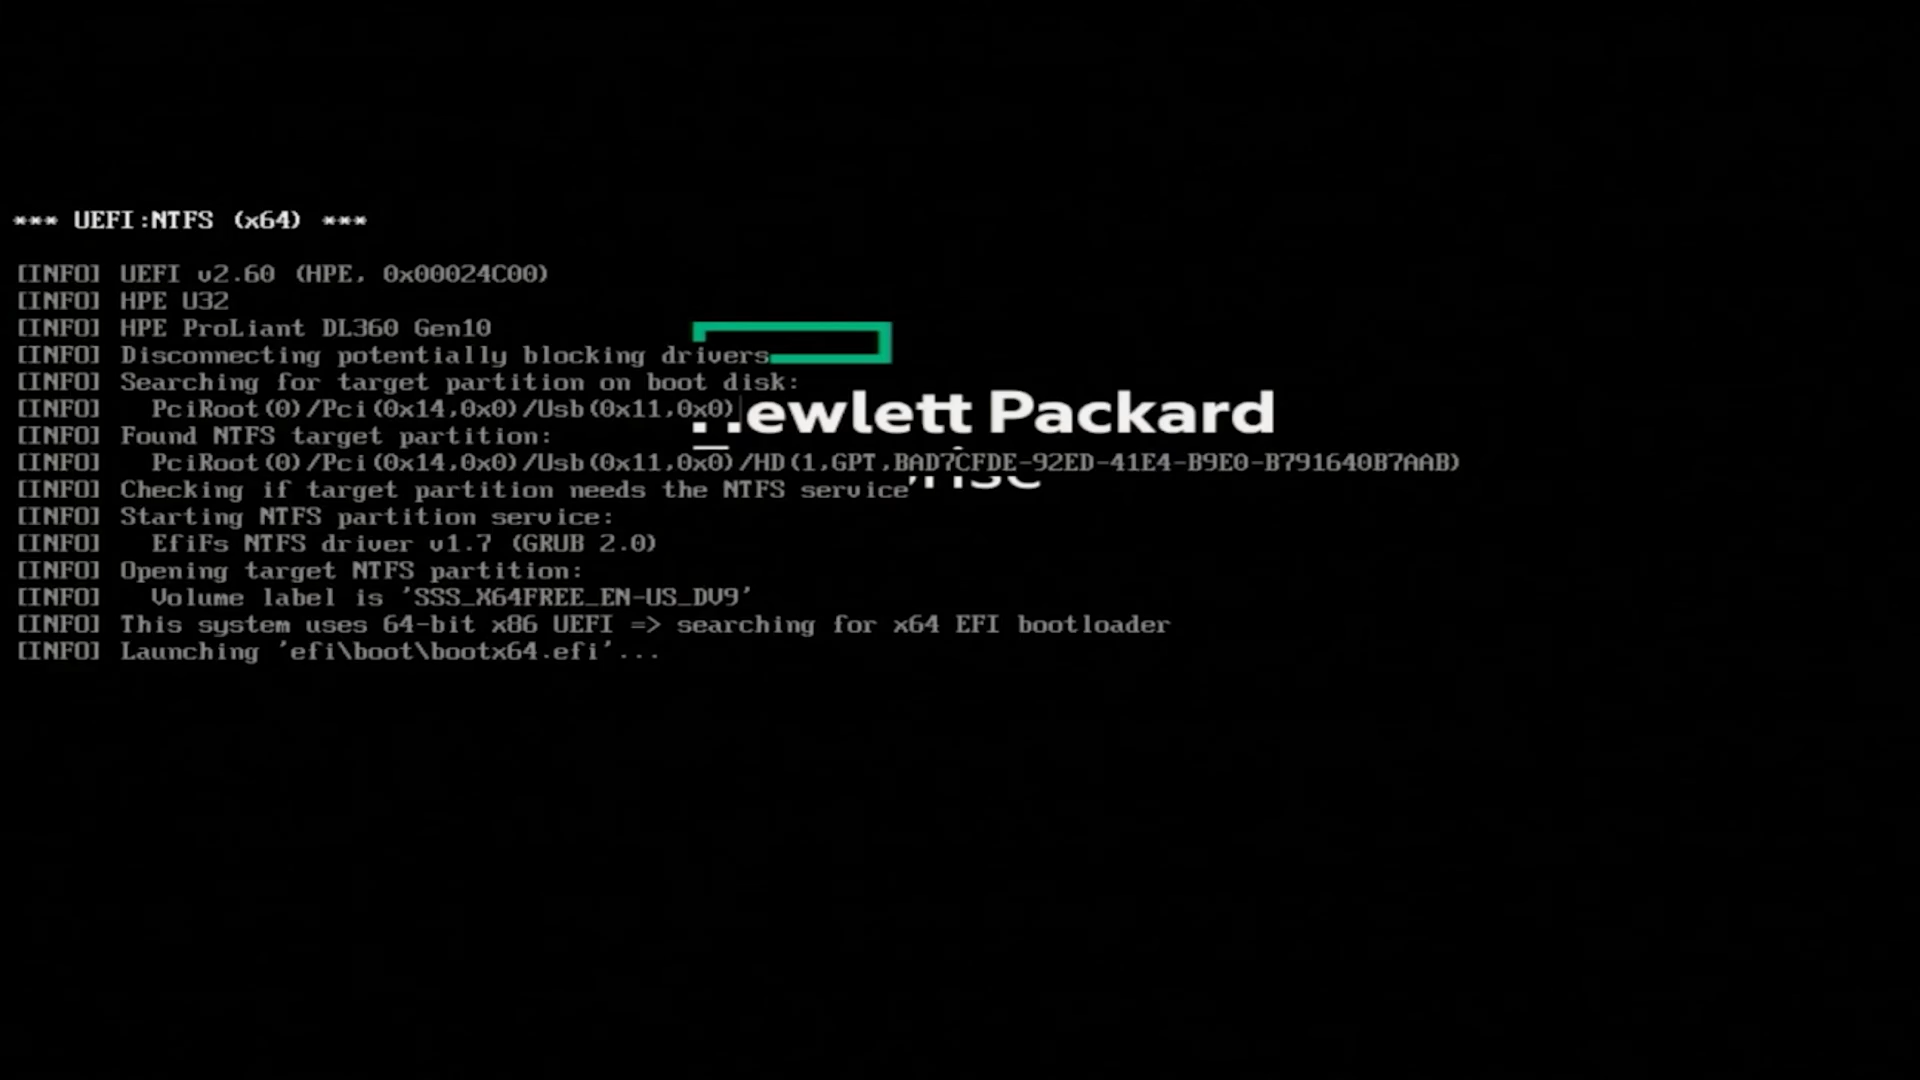 *** UEFI:NTFS (x64) ***
[INFO] UEFI v2.60 (HPE, 0x00024C00)
[INFO] HPE U32
[INFO] HPE ProLiant DL360 Gen10
[INFO] Disconnecting potentially blocking drivers
[INFO] Searching for target partition on boot disk:
[INFO]   PciRoot(0)/Pci(0x14,0x0)/Usb(0x11,0x0)
ewlett Packard
[INFO] Found NTFS target partition:
[INFO]   PciRoot(0)/Pci(0x14,0x0)/Usb(0x11,0x0)/HD(1,GPT,BAD7CFDE-92ED-41E4-B9E0-B791640B7AAB)
[INFO] Checking if target partition needs the NTFS service
[INFO] Starting NTFS partition service:
[INFO]   EfiFs NTFS driver v1.7 (GRUB 2.0)
[INFO] Opening target NTFS partition:
[INFO]   Volume label is 'SSS_X64FREE_EN-US_DV9'
[INFO] This system uses 64-bit x86 UEFI => searching for x64 EFI bootloader
[INFO] Launching 'efi\boot\bootx64.efi'...